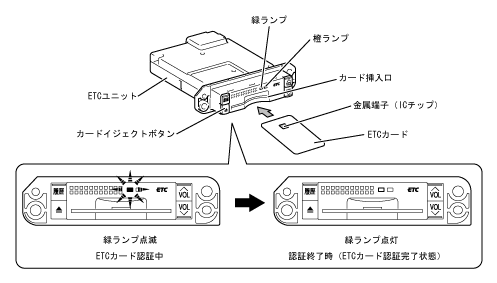 緑ランプ
橙ランプ
カード挿入口
ETCユニット
金属端子（ICチップ）
カードイジェクトボタン
ETCカード
ETC
履歴
ETC
VOL
VOL
履歴
ETC
VOL
VOL
緑ランプ点滅
ETCカード認証中
緑ランプ点灯
認証終了時（ETCカード認証完了状態）